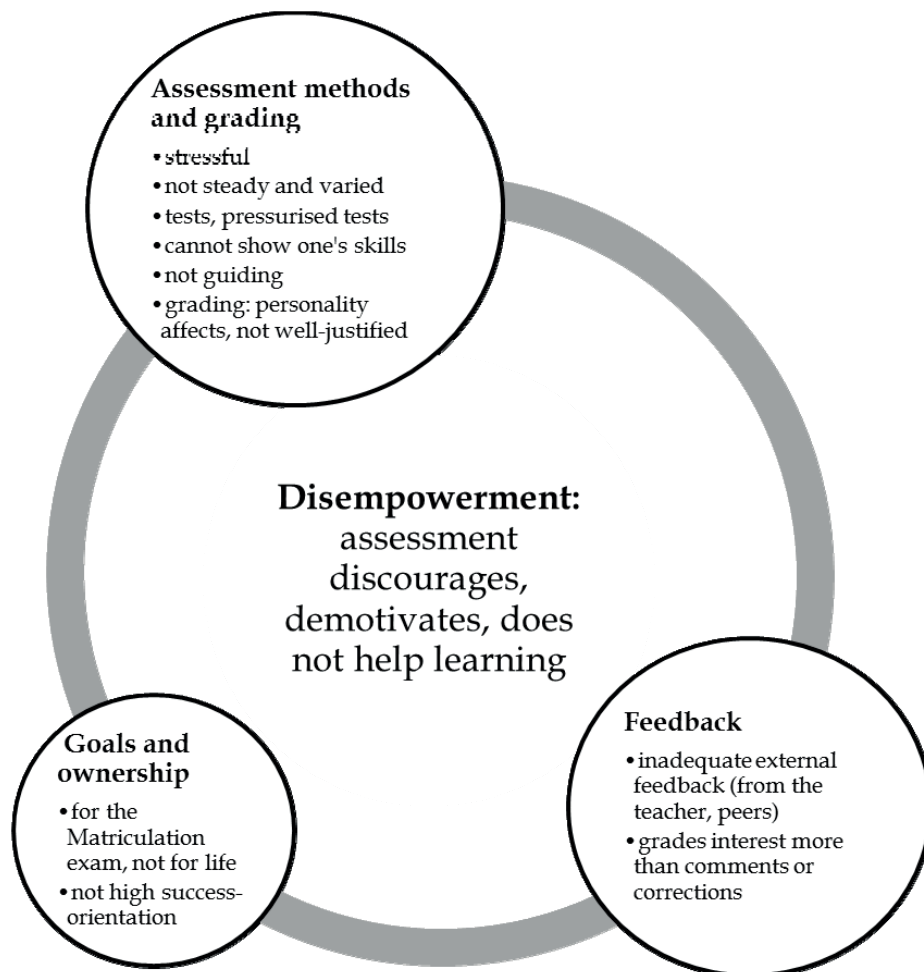 Assessment methods
and grading
•stressful
•not steady and varied
•tests, pressurised tests
•cannot show one's skills
•not guiding
•grading: personality
affects, not well-justified
Disempowerment:
assessment
discourages,
demotivates, does
not help learning
Goals and
ownership
•for the
Matriculation
exam, not for life
•not high success-
orientation
Feedback
•inadequate external
feedback (from the
teacher, peers)
•grades interest more
than comments or
corrections